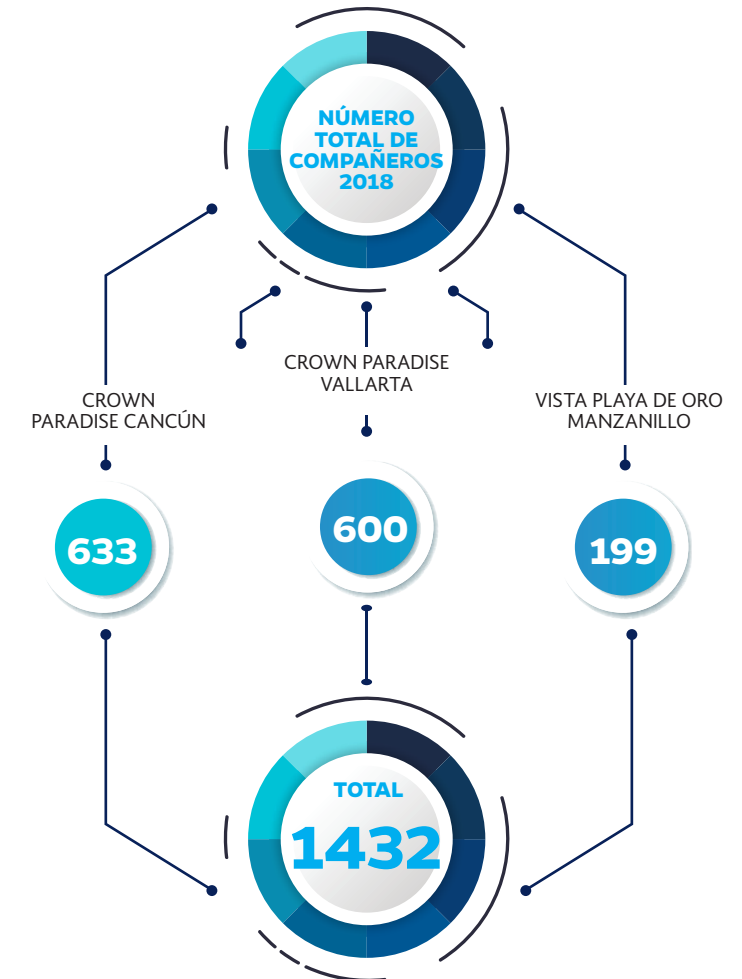 NÚMERO
TOTAL DE
COMPAÑEROS
2018
CROWN
PARADISE CANCÚN
CROWN PARADISE
VALLARTA
VISTA PLAYA DE ORO
MANZANILLO
633
600
199
TOTAL
1432